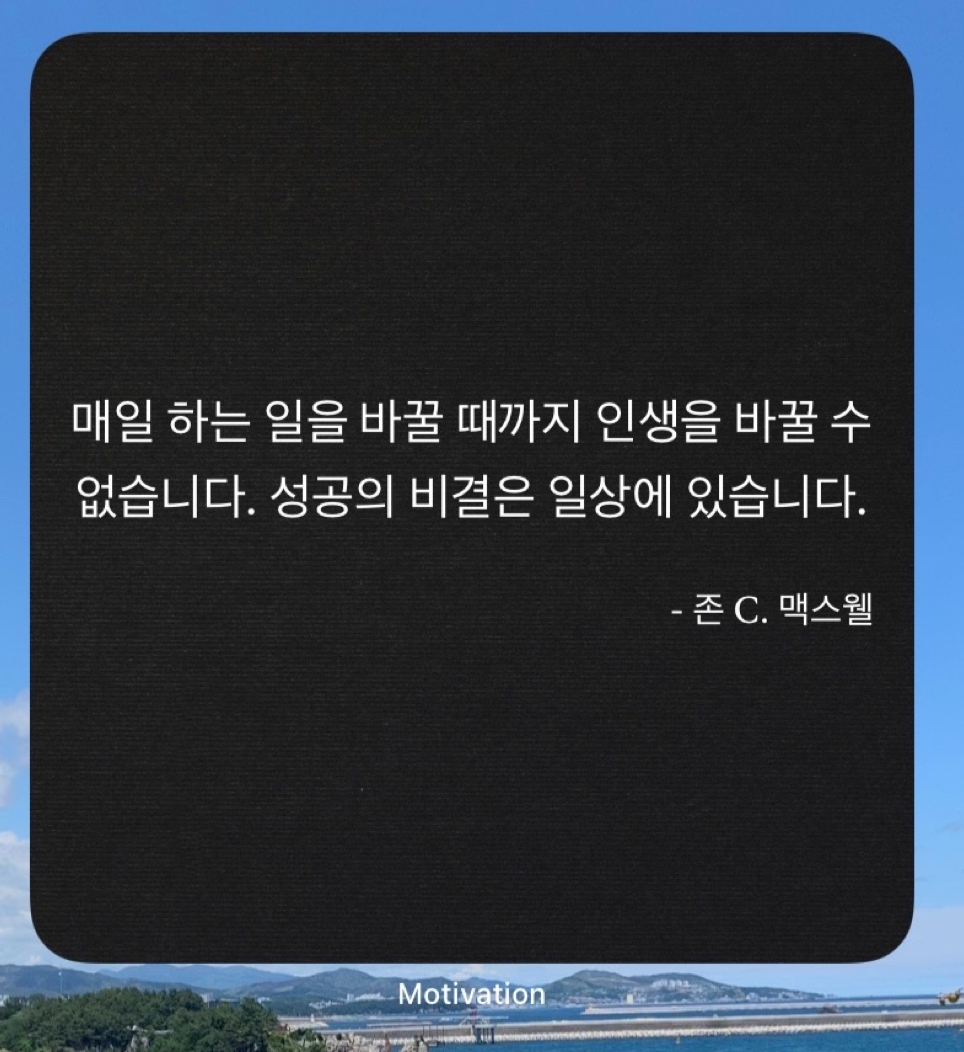 매일 하는 일을 바꿀 때까지 인생을 바꿀 수
없습니다. 성공의 비결은 일상에 있습니다.
- 존 C. 맥스웰
Motivation